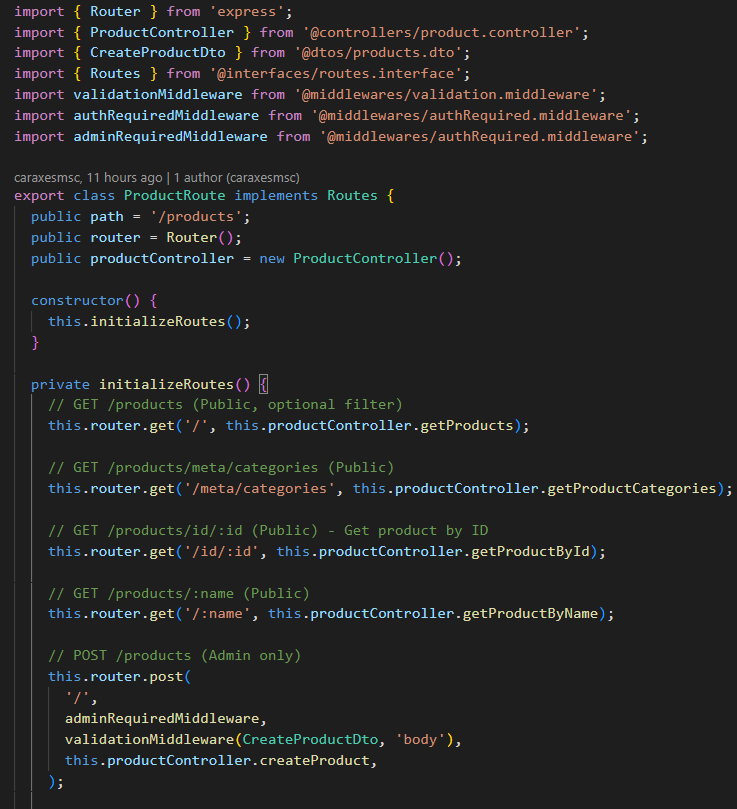 import { Router } from 'express';
import { ProductController } from '@controllers/product.controller';
import { CreateProductDto } from '@dtos/products.dto';
import { Routes } from '@interfaces/routes.interface';
import validationMiddleware from '@middlewares/validation.middleware';
import authRequiredMiddleware from '@middlewares/authRequired.middleware';
import adminRequiredMiddleware from '@middlewares/authRequired.middleware';
caraxesmsc, 11 hours ago | 1 author (caraxesmsc)
export class ProductRoute implements Routes {
  public path = '/products';
  public router = Router();
  public productController = new ProductController();
  constructor() {
    this.initializeRoutes();
  }
  private initializeRoutes() {
    // GET /products (Public, optional filter)
    this.router.get('/', this.productController.getProducts);
    // GET /products/meta/categories (Public)
    this.router.get('/meta/categories', this.productController.getProductCategories);
    // GET /products/id/:id (Public) - Get product by ID
    this.router.get('/id/:id', this.productController.getProductById);
    // GET /products/:name (Public)
    this.router.get('/:name', this.productController.getProductByName);
    // POST /products (Admin only)
    this.router.post(
      '/',
      adminRequiredMiddleware,
      validationMiddleware(CreateProductDto, 'body'),
      this.productController.createProduct,
    );